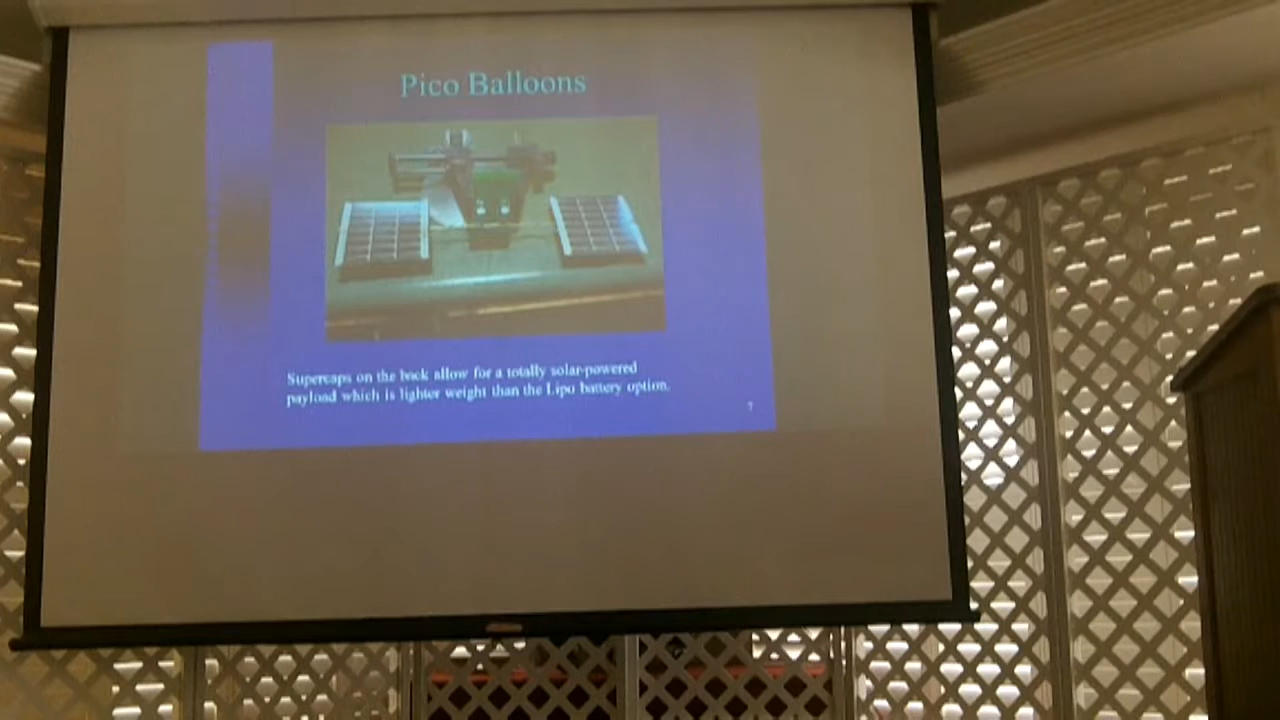 Pico Balloons
Supercaps on the back allow for a totally solar-powered
payload which is lighter weight than the Lipo battery option.
7